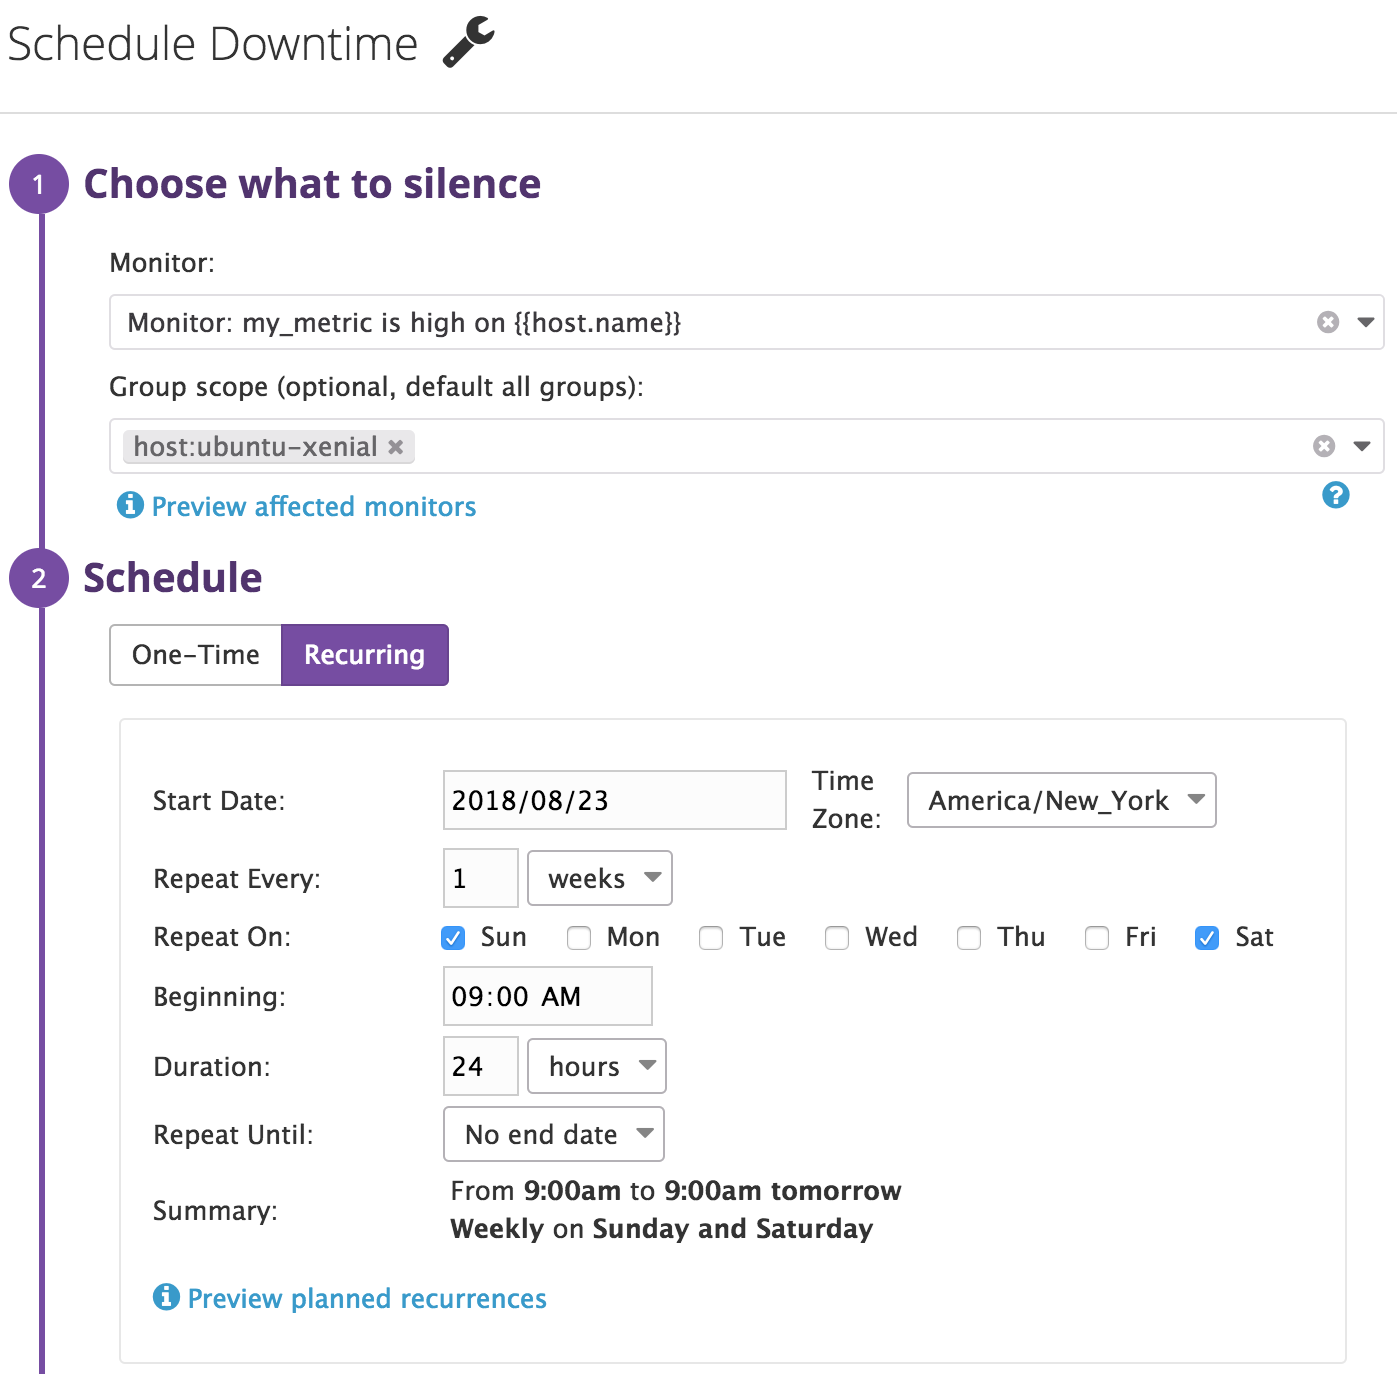 Schedule Downtime
1 Choose what to silence
Monitor:
Monitor: my_metric is high on {{host.name}}
Group scope (optional, default all groups):
host:ubuntu-xenial
Preview affected monitors
2 Schedule
One-Time Recurring
Start Date: 2018/08/23 Time Zone: America/New_York
Repeat Every: 1 weeks
Repeat On: Sun Mon Tue Wed Thu Fri Sat
Beginning: 09:00 AM
Duration: 24 hours
Repeat Until: No end date
Summary: From 9:00am to 9:00am tomorrow
Weekly on Sunday and Saturday
Preview planned recurrences